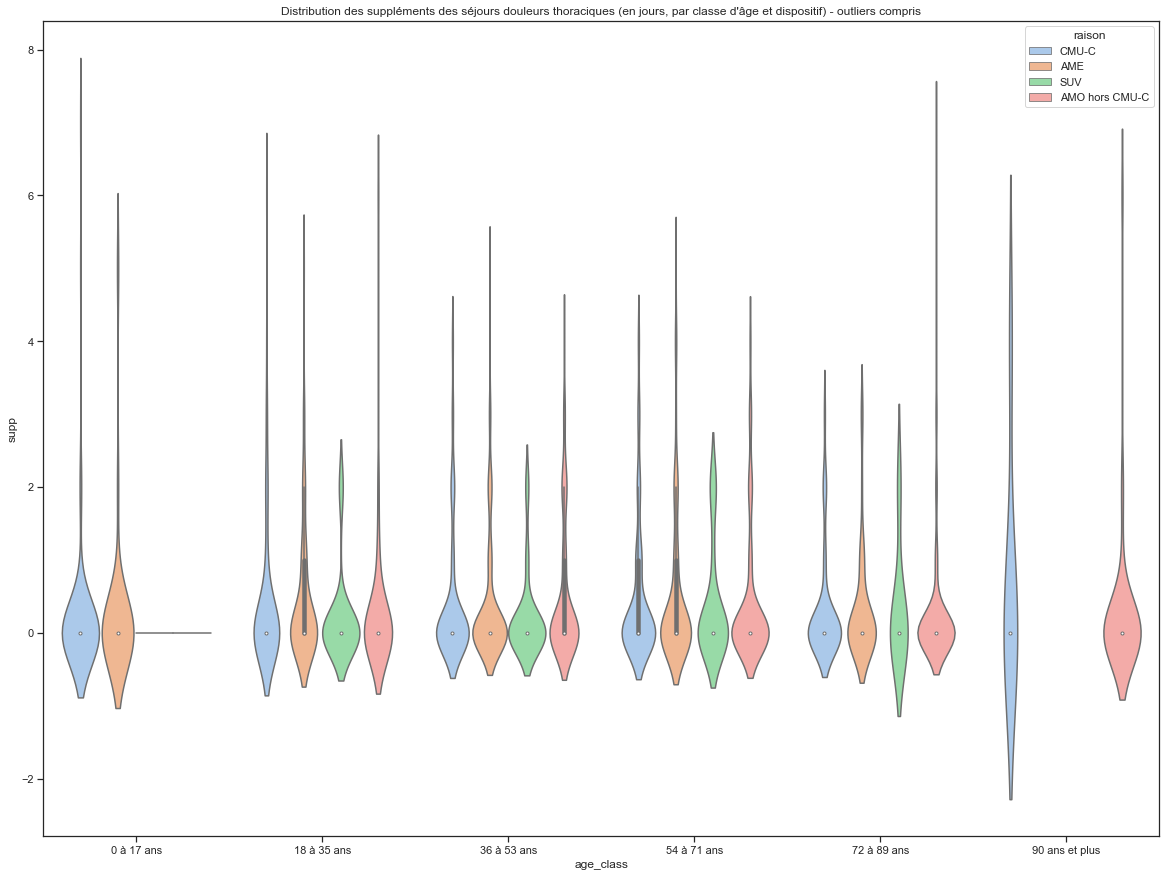 Distribution des suppléments des séjours douleurs thoraciques (en jours, par classe d'âge et dispositif) - outliers compris
raison
CMU-C
AME
SUV
AMO hors CMU-C
8
6
4
2
0
−2
supp
0 à 17 ans
18 à 35 ans
36 à 53 ans
54 à 71 ans
72 à 89 ans
90 ans et plus
age_class